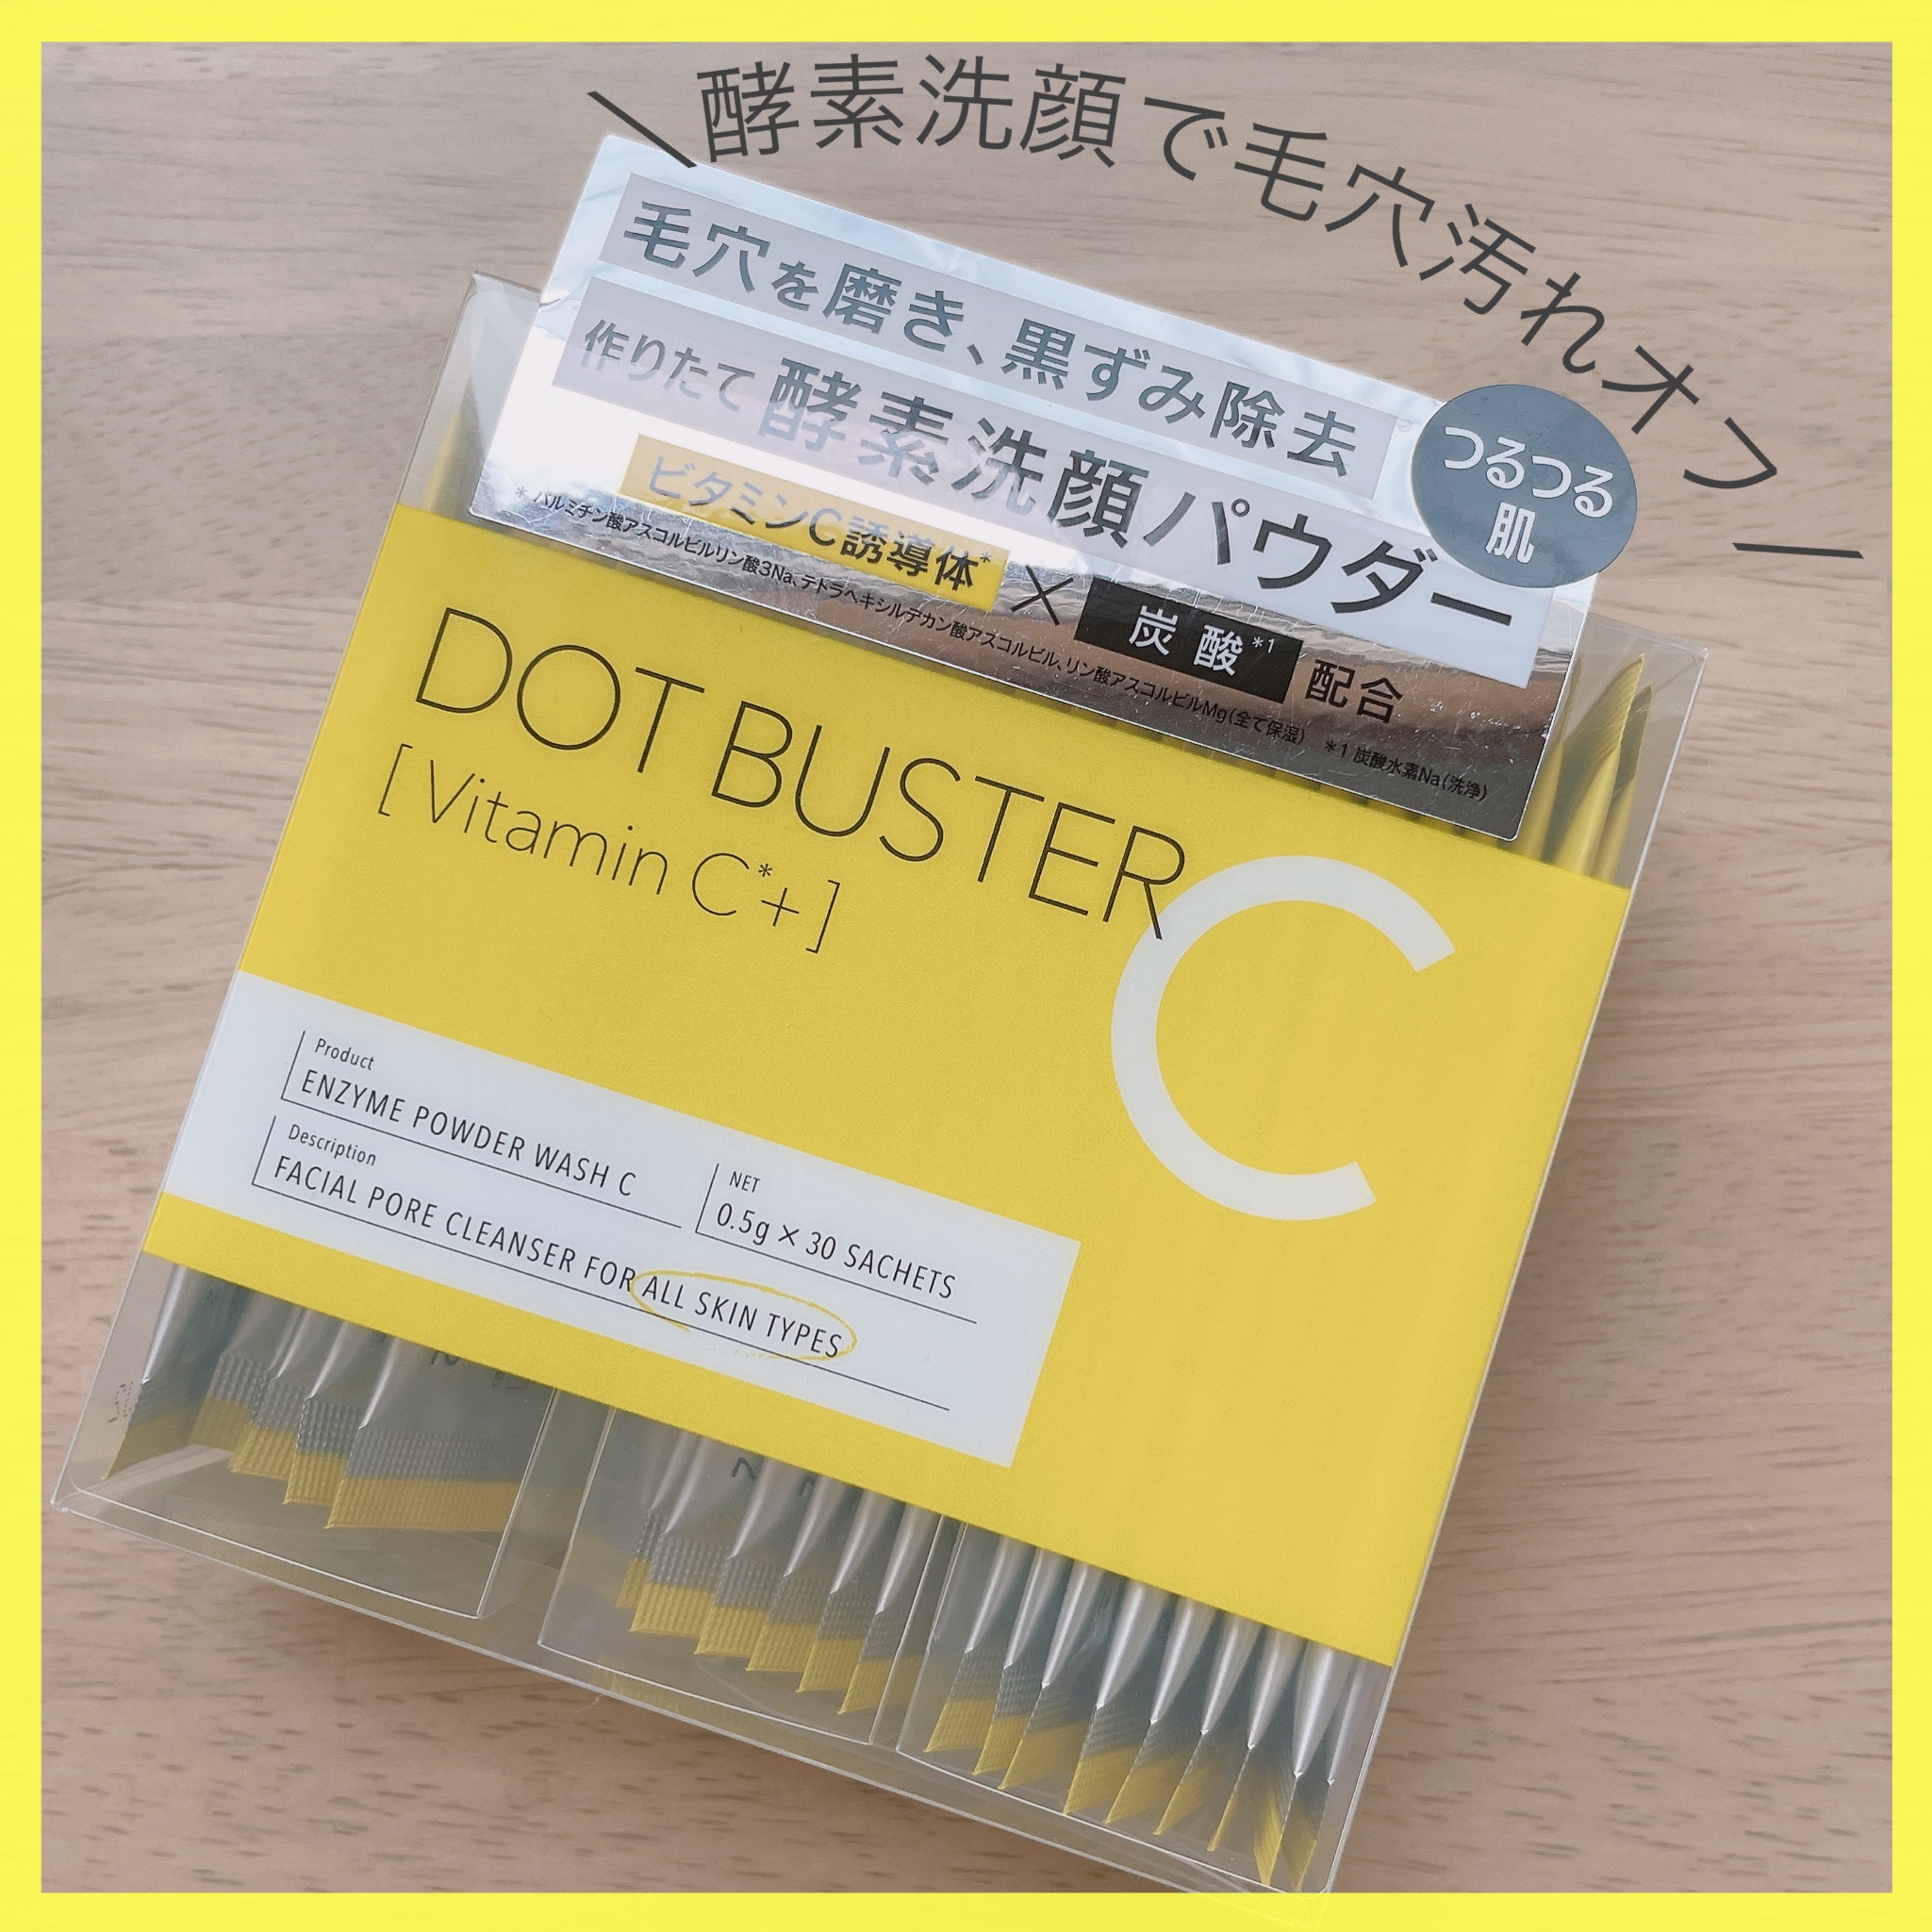 \酵素洗顔で毛穴汚れオフ/
毛穴を磨き、黒ずみ除去
作りたて 酵素洗顔パウダー
つるつる
肌
ビタミンC誘導体* × 炭酸*1 配合
* パルミチン酸アスコルビルリン酸3Na、テトラヘキシルデカン酸アスコルビル、リン酸アスコルビルMg(全て保湿) *1 炭酸水素Na(洗浄)
DOT BUSTER
[ Vitamin C*+ ]
C
Product
ENZYME POWDER WASH C
NET
0.5g × 30 SACHETS
Description
FACIAL PORE CLEANSER FOR ALL SKIN TYPES